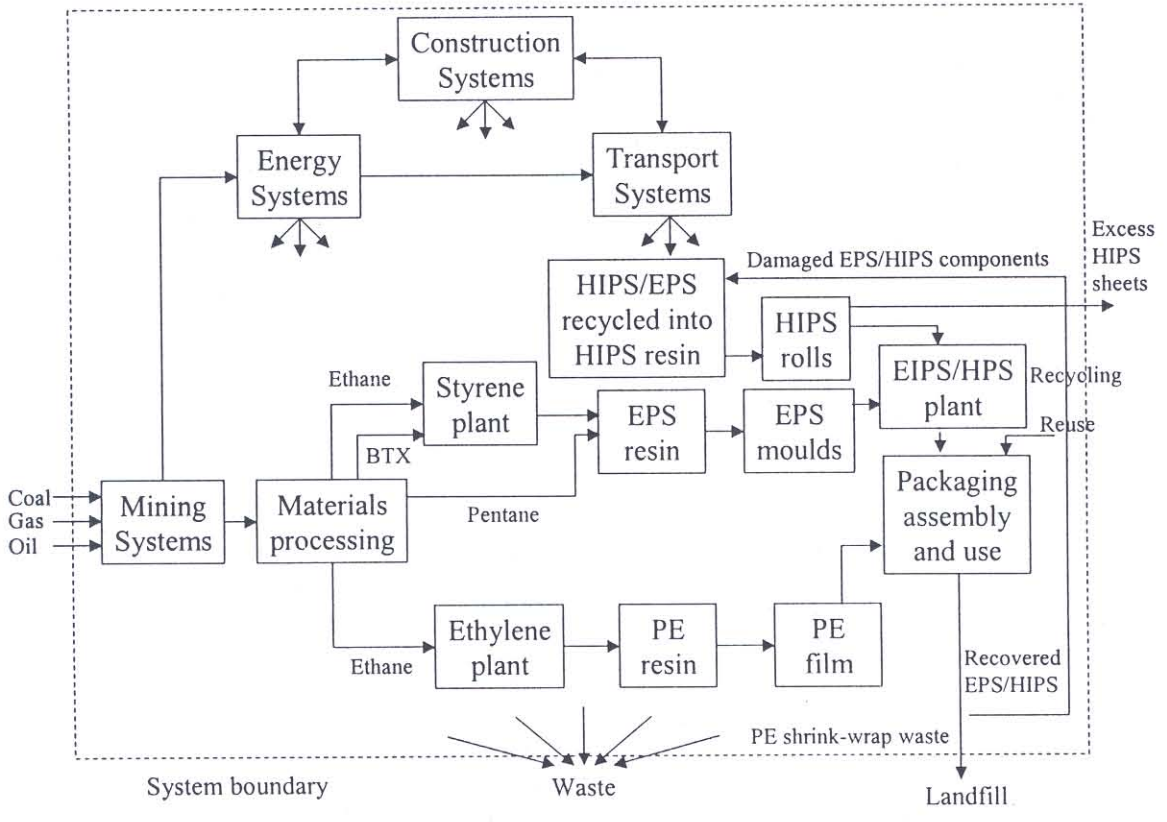 Construction
Systems
Energy
Systems
Transport
Systems
Excess
HIPS
sheets
Damaged EPS/HIPS components
HIPS/EPS
recycled into
HIPS resin
HIPS
rolls
EIPS/HPS
plant
Recycling
Ethane
Styrene
plant
EPS
resin
EPS
moulds
Reuse
BTX
Coal
Gas
Oil
Mining
Systems
Materials
processing
Pentane
Packaging
assembly
and use
Ethane
Ethylene
plant
PE
resin
PE
film
Recovered
EPS/HIPS
PE shrink-wrap waste
System boundary
Waste
Landfill